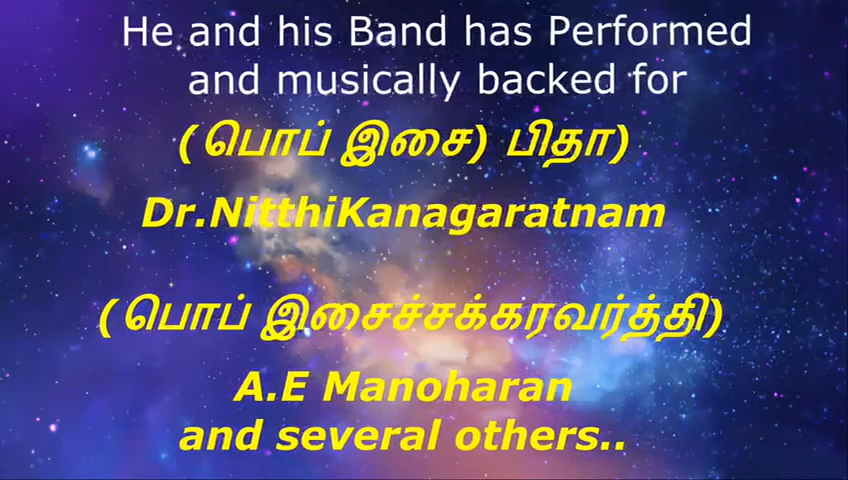 He and his Band has Performed
and musically backed for
(பொப் இசை) பிதா)
Dr.NitthiKanagaratnam
(பொப் இசைச்சக்கரவர்த்தி)
A.E Manoharan
and several others..